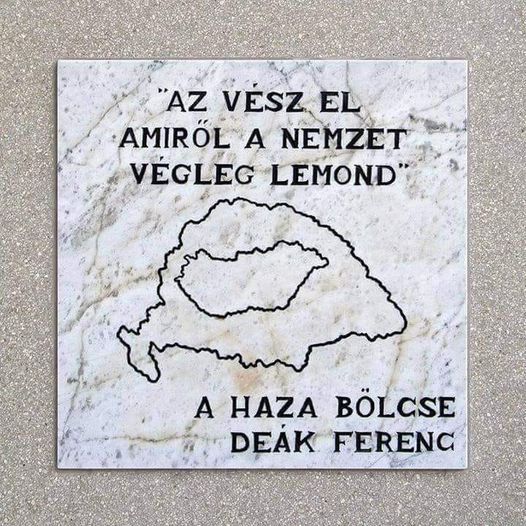 "AZ VÉSZ EL
AMIRŐL A NEMZET
VÉGLEG LEMOND"
A HAZA BÖLCSE
DEÁK FERENC